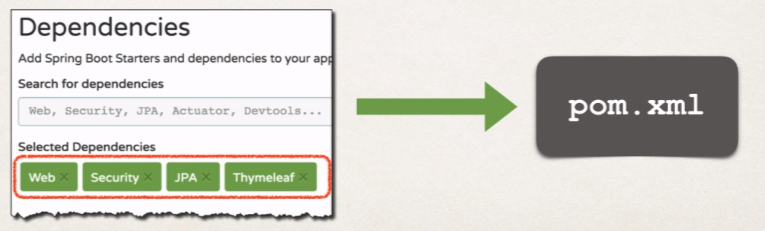 Dependencies
Add Spring Boot Starters and dependencies to your app
Search for dependencies
Web, Security, JPA, Actuator, Devtools...
Selected Dependencies
Web × Security × JPA × Thymeleaf ×
pom.xml